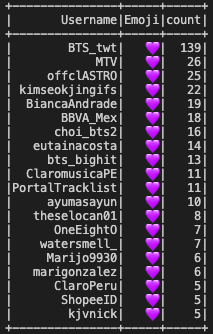 +---------------+-----+-----+
|       Username|Emoji|count|
+---------------+-----+-----+
|        BTS_twt|    💜|  139|
|            MTV|    💜|   26|
|     offclASTRO|    💜|   25|
|   kimseokjingifs|    💜|   22|
|  BiancaAndrade|    💜|   19|
|       BBVA_Mex|    💜|   18|
|      choi_bts2|    💜|   16|
|   eutainacosta|    💜|   14|
|     bts_bighit|    💜|   13|
|  ClaromusicaPE|    💜|   11|
|PortalTracklist|    💜|   11|
|     ayumasayun|    💜|   10|
|   theselocan01|    💜|    8|
|      OneEightO|    💜|    7|
|    watersmell_|    💜|    7|
|     Marijo9930|    💜|    6|
|   marigonzalez|    💜|    6|
|      ClaroPeru|    💜|    5|
|       ShopeeID|    💜|    5|
|        kjvnick|    💜|    5|
+---------------+-----+-----+